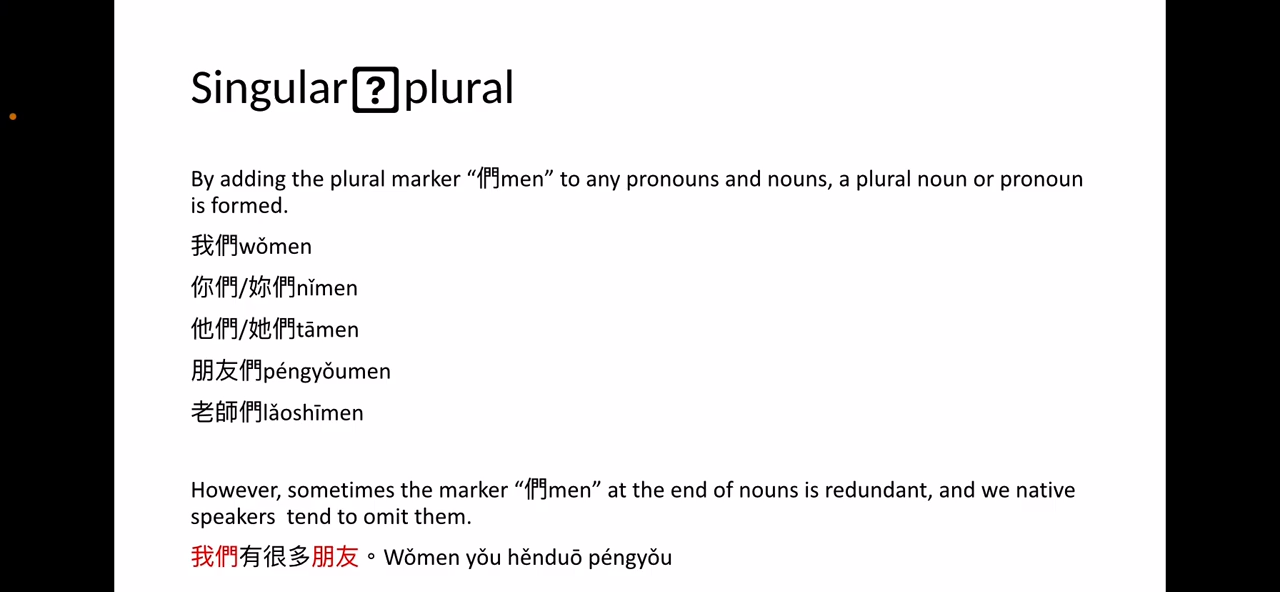 Singular?plural
By adding the plural marker “們men” to any pronouns and nouns, a plural noun or pronoun
is formed.
我們wǒmen
你們/妳們nǐmen
他們/她們tāmen
朋友們péngyǒumen
老師們lǎoshīmen
However, sometimes the marker “們men” at the end of nouns is redundant, and we native
speakers  tend to omit them.
我們有很多朋友。Wǒmen yǒu hěnduō péngyǒu